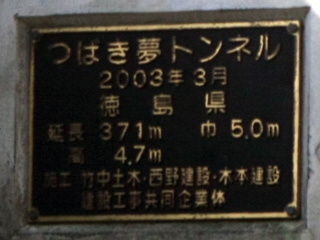 つばき夢トンネル
2003年3月
徳島県
延長 371m 巾 5.0m
高 4.7m
施工 竹中土木・西野建設・木本建設
建設工事共同企業体